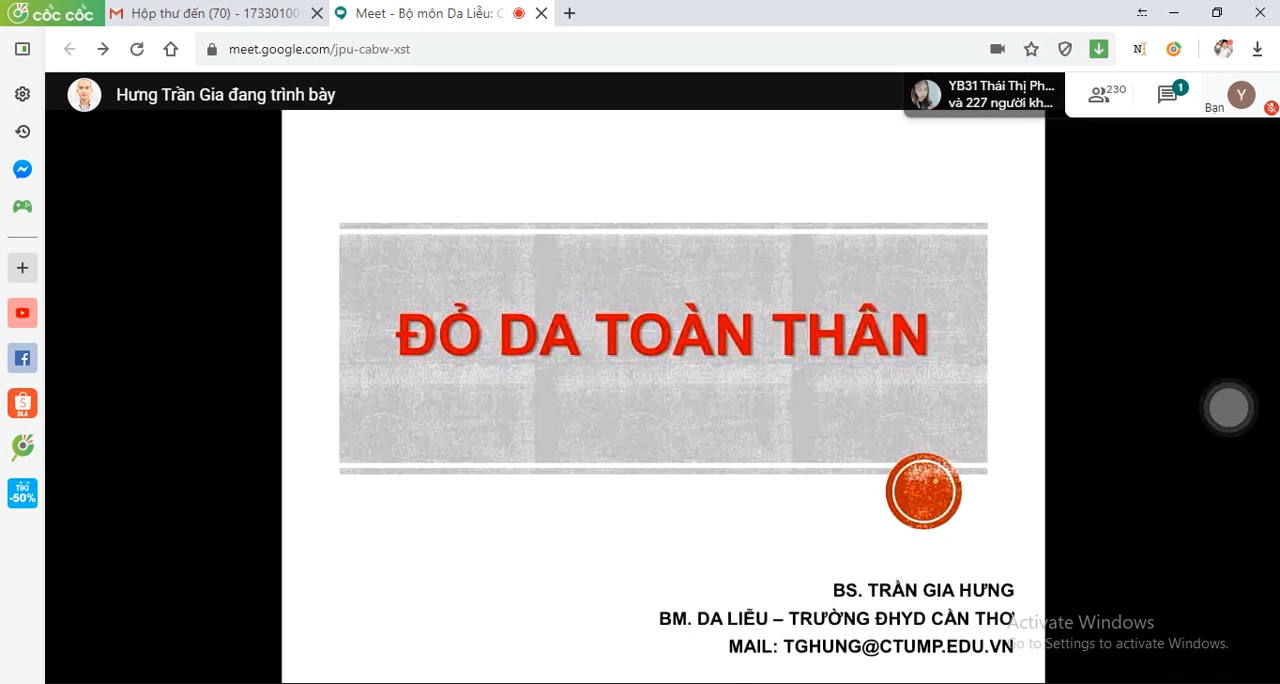 cốc cốc
Hộp thư đến (70) - 17330100
Meet - Bộ môn Da Liễu: C
meet.google.com/jpu-cabw-xst
Hưng Trần Gia đang trình bày
YB31 Thái Thị Ph...
và 227 người kh...
230
1
Bạn
Y
24.4
TIKI
-50%
ĐỎ DA TOÀN THÂN
BS. TRẦN GIA HƯNG
BM. DA LIỄU – TRƯỜNG ĐHYD CẦN THƠ
MAIL: TGHUNG@CTUMP.EDU.VN
Activate Windows
Go to Settings to activate Windows.